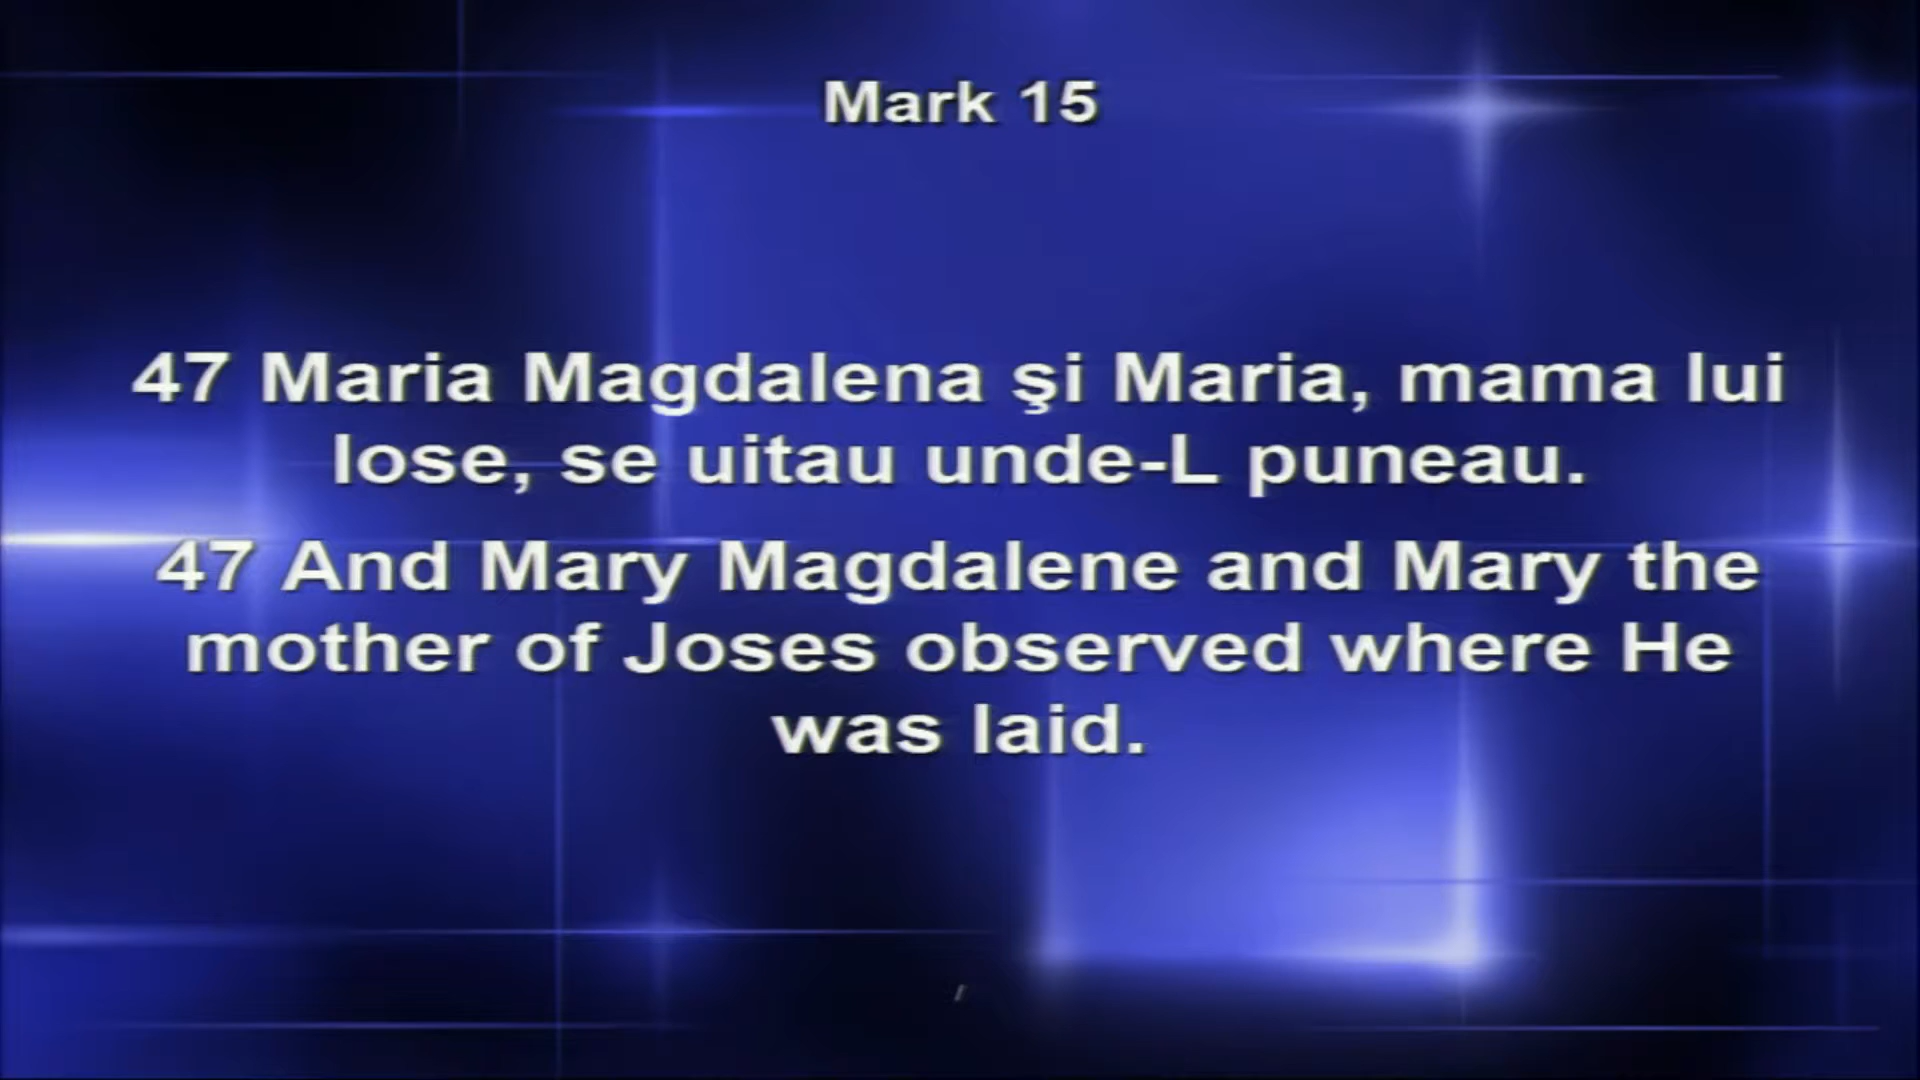 Mark 15
47 Maria Magdalena şi Maria, mama lui
Iose, se uitau unde-L puneau.
47 And Mary Magdalene and Mary the
mother of Joses observed where He
was laid.
/